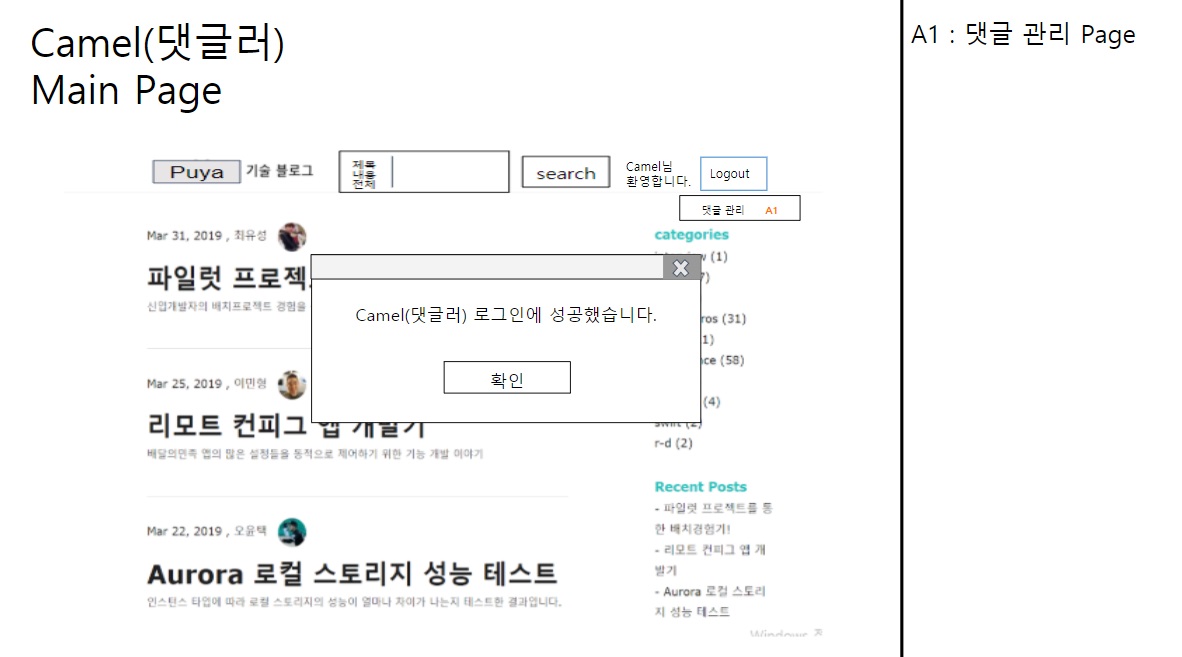 Camel(댓글러)
Main Page
A1 : 댓글 관리 Page
Puya 기술 블로그
제목
내용
전체
search
Camel님
환영합니다.
Logout
댓글 관리 A1
Mar 31, 2019 , 최유성
파일럿 프로젝
신입개발자의 배치프로젝트 경험을
Camel(댓글러) 로그인에 성공했습니다.
확인
Mar 25, 2019 , 이민형
리모트 컨피그 앱 개발기
배달의민족 앱의 많은 설정들을 동적으로 제어하기 위한 기능 개발 이야기
Mar 22, 2019 , 오윤택
Aurora 로컬 스토리지 성능 테스트
인스턴스 타입에 따라 로컬 스토리지의 성능이 얼마나 차이가 나는지 테스트한 결과입니다.
categories
(1)
7)
ros (31)
1)
ce (58)
(4)
swift (2)
r-d (2)
Recent Posts
- 파일럿 프로젝트를 통
한 배치경험기!
- 리모트 컨피그 앱 개
발기
- Aurora 로컬 스토리
지 성능 테스트
Windows